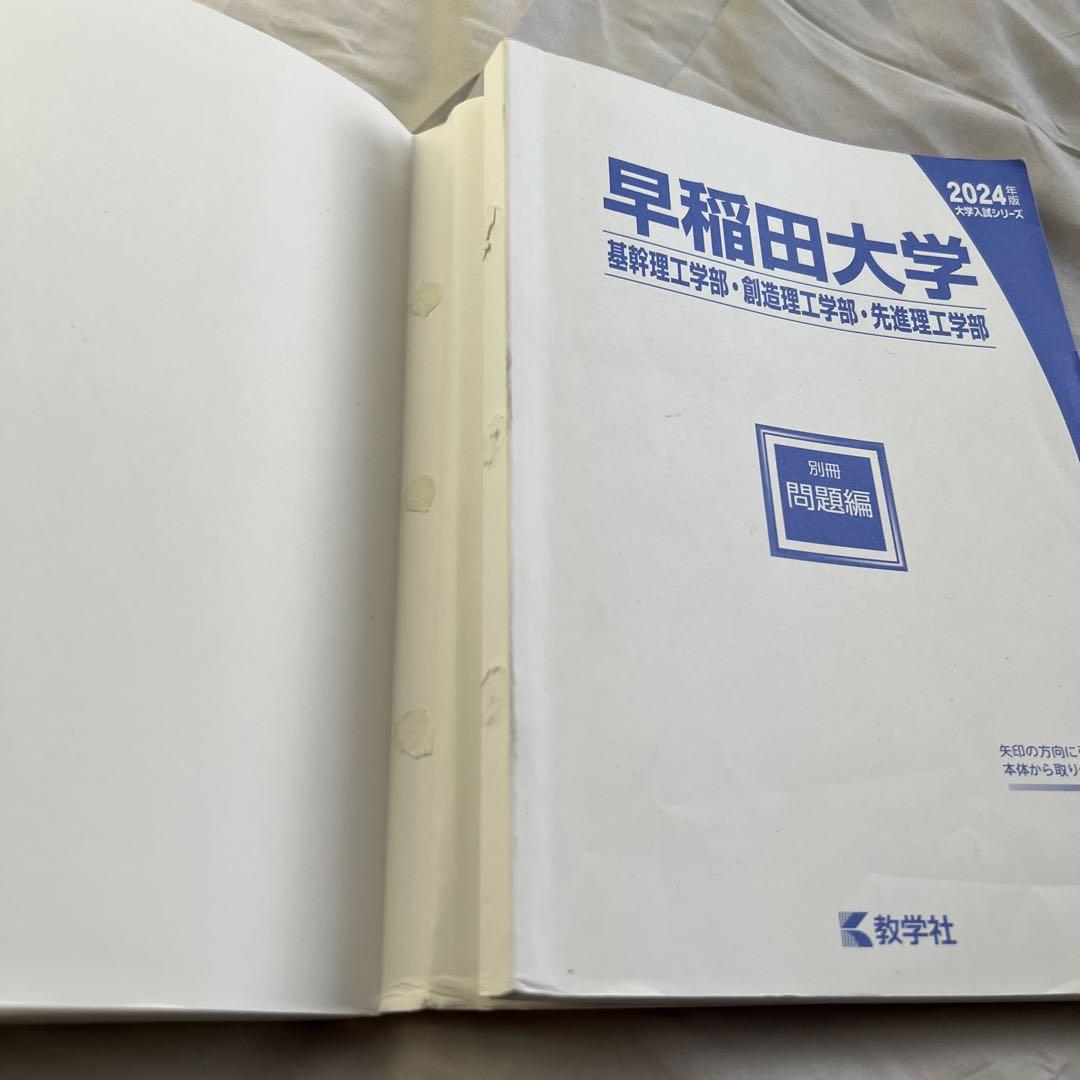 2024年版
大学入試シリーズ
早稲田大学
基幹理工学部・創造理工学部・先進理工学部
別冊
問題編
矢印の方向に
本体から取り
教学社